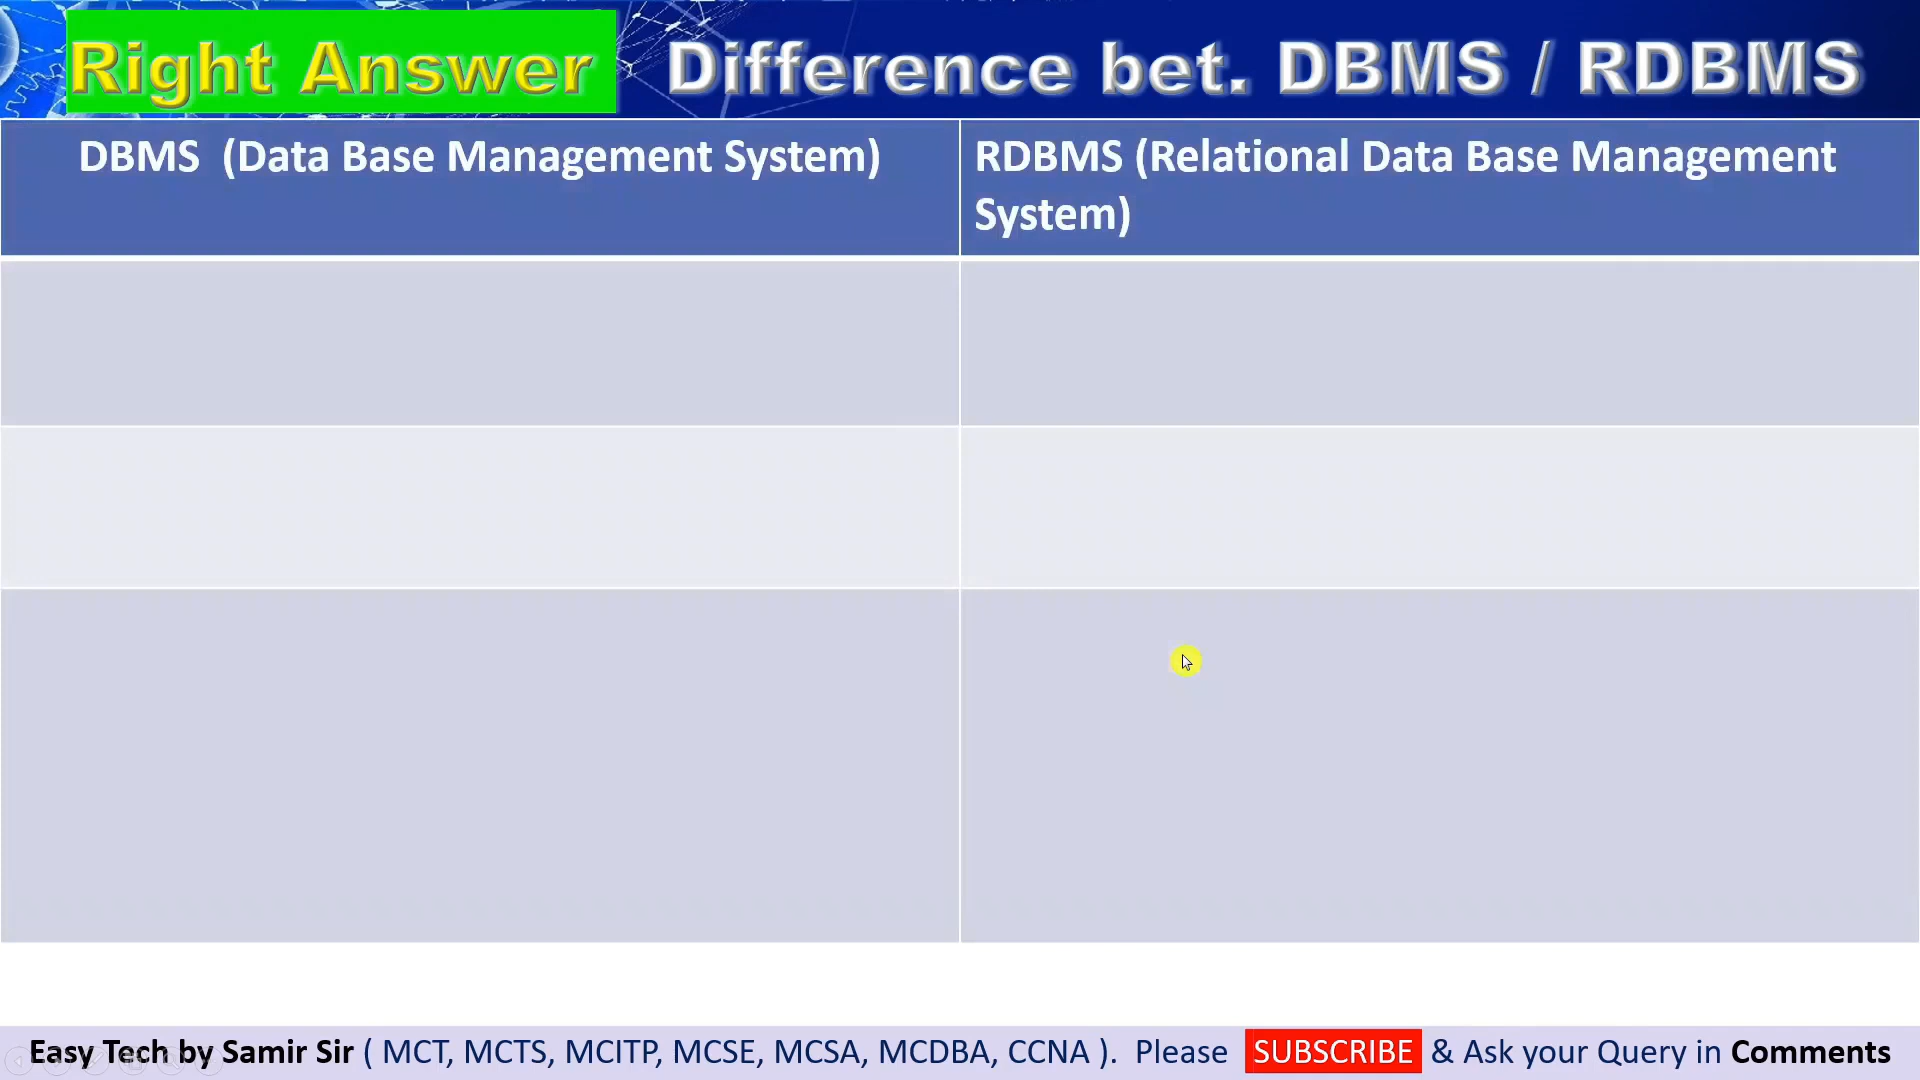 Right Answer Difference bet. DBMS / RDBMS
DBMS (Data Base Management System)
RDBMS (Relational Data Base Management
System)
Easy Tech by Samir Sir ( MCT, MCTS, MCITP, MCSE, MCSA, MCDBA, CCNA ). Please SUBSCRIBE & Ask your Query in Comments